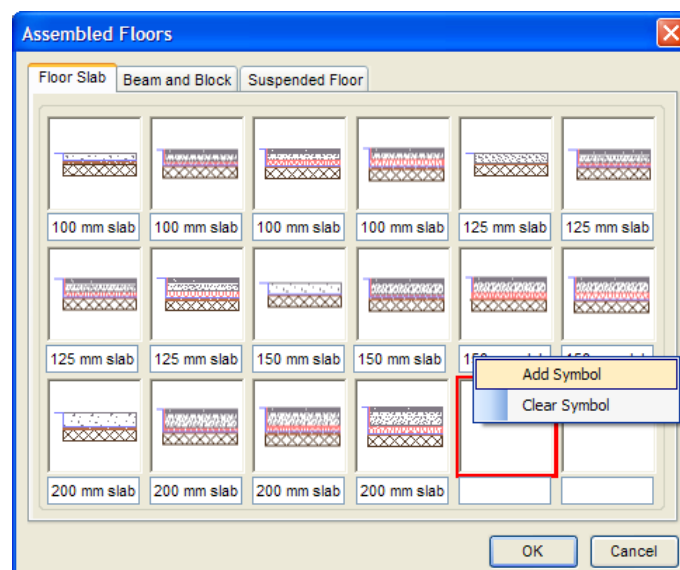 Assembled Floors
Floor Slab Beam and Block Suspended Floor
100 mm slab 100 mm slab 100 mm slab 100 mm slab 125 mm slab 125 mm slab
125 mm slab 125 mm slab 150 mm slab 150 mm slab
Add Symbol
Clear Symbol
200 mm slab 200 mm slab 200 mm slab 200 mm slab
OK Cancel